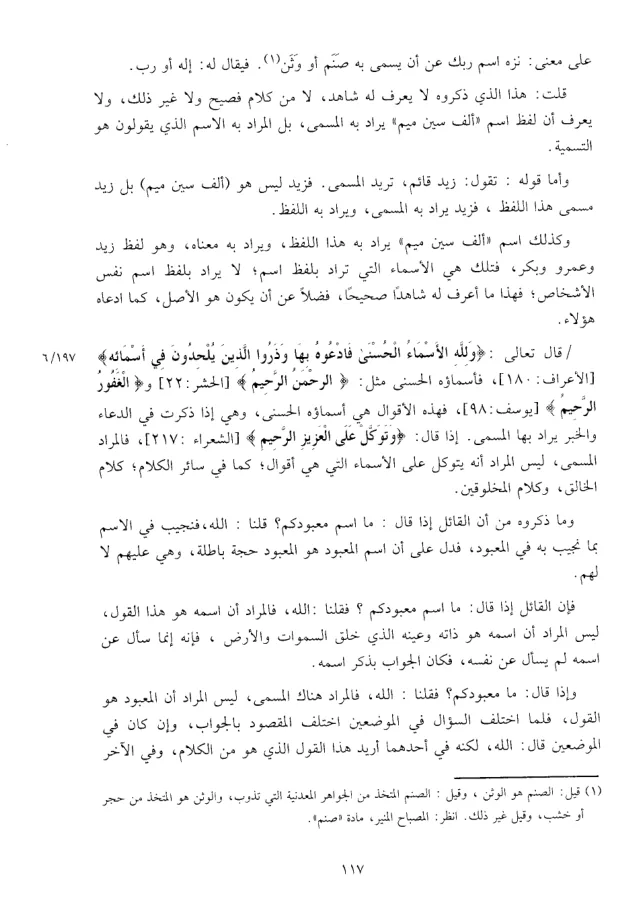 على معنى: نزه اسم ربك عن أن يسمى به صنَم أو وَثَن(١). فيقال له: إله أو رب.
قلت: هذا الذي ذكروه لا يعرف له شاهد، لا من كلام فصيح ولا غير ذلك، ولا
يعرف أن لفظ اسم «ألف سين ميم» يراد به المسمى، بل المراد به الاسم الذي يقولون هو
التسمية.
وأما قوله : تقول: زيد قائم، تريد المسمى. فزيد ليس هو (ألف سين ميم) بل زيد
مسمى هذا اللفظ ، فزيد يراد به المسمى، ويراد به اللفظ.
وكذلك اسم «ألف سين ميم» يراد به هذا اللفظ، ويراد به معناه، وهو لفظ زيد
وعمرو وبكر، فتلك هي الأسماء التي تراد بلفظ اسم؛ لا يراد بلفظ اسم نفس
الأشخاص؛ فهذا ما أعرف له شاهدًا صحيحًا، فضلاً عن أن يكون هو الأصل، كما ادعاه
هؤلاء.
/ قال تعالى :﴿وَلِلَّهِ الأَسْمَاءُ الْحُسْنَىٰ فَادْعُوهُ بِهَا وَذَرُوا الَّذِينَ يُلْحِدُونَ فِي أَسْمَائِهِ﴾ ٦/١٩٧
[الأعراف: ١٨٠]، فأسماؤه الحسنى مثل: ﴿ الرَّحْمَنُ الرَّحِيمُ ﴾ [الحشر:٢٢] و﴿ الْغَفُورُ
الرَّحِيمُ ﴾ [يوسف:٩٨]، فهذه الأقوال هي أسماؤه الحسنى، وهي إذا ذكرت في الدعاء
والخبر يراد بها المسمى. إذا قال: ﴿وَتَوَكَّلْ عَلَى الْعَزِيزِ الرَّحِيمِ ﴾ [الشعراء :٢١٧]، فالمراد
المسمى، ليس المراد أنه يتوكل على الأسماء التي هي أقوال؛ كما في سائر الكلام؛ كلام
الخالق، وكلام المخلوقين.
وما ذكروه من أن القائل إذا قال : ما اسم معبودكم؟ قلنا : الله،فنجيب في الاسم
بما نجيب به في المعبود، فدل على أن اسم المعبود هو المعبود حجة باطلة، وهي عليهم لا
لهم.
فإن القائل إذا قال: ما اسم معبودكم ؟ فقلنا :الله، فالمراد أن اسمه هو هذا القول،
ليس المراد أن اسمه هو ذاته وعينه الذي خلق السموات والأرض ، فإنه إنما سأل عن
اسمه لم يسأل عن نفسه، فكان الجواب بذكر اسمه.
وإذا قال: ما معبودكم؟ فقلنا : الله، فالمراد هناك المسمى، ليس المراد أن المعبود هو
القول، فلما اختلف السؤال في الموضعين اختلف المقصود بالجواب، وإن كان في
الموضعين قال: الله، لكنه في أحدهما أريد هذا القول الذي هو من الكلام، وفي الآخر
(١) قيل: الصنم هو الوثن ، وقيل : الصنم المتخذ من الجواهر المعدنية التي تذوب، والوثن هو المتخذ من حجر
أو خشب، وقيل غير ذلك. انظر: المصباح المنير، مادة «صنم».
١١٧